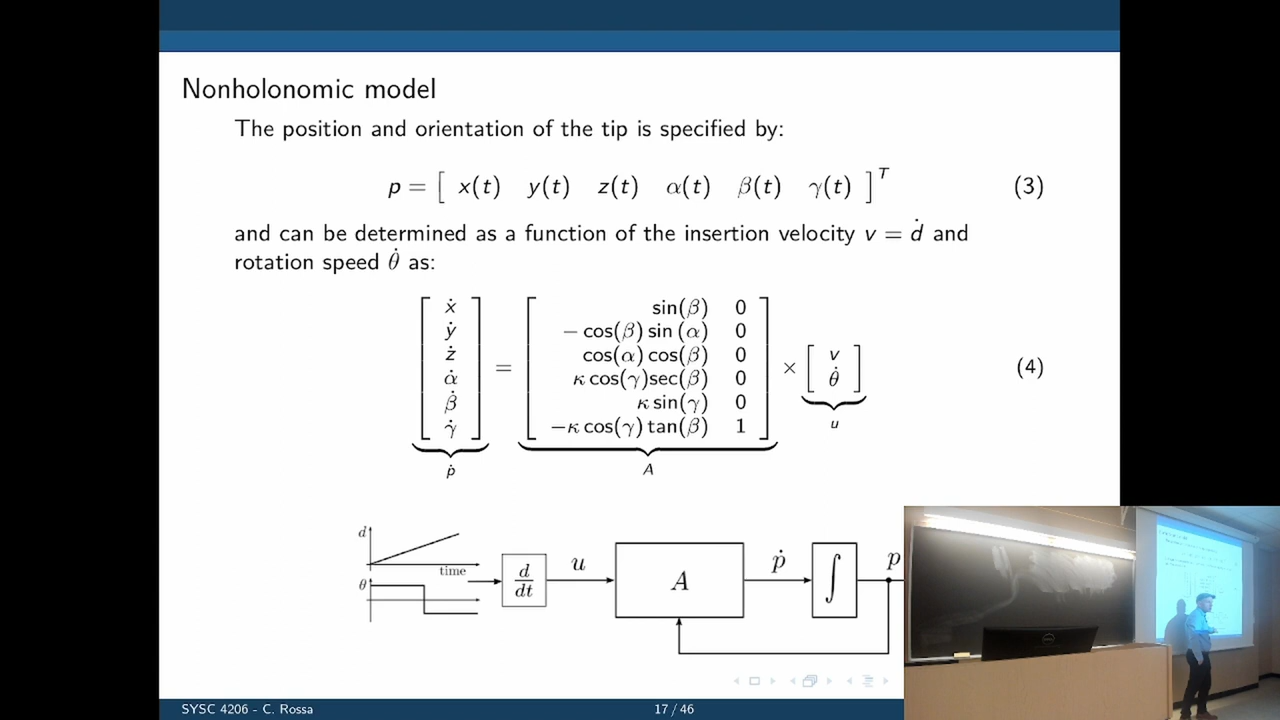 Nonholonomic model
The position and orientation of the tip is specified by:
p = [ x(t) y(t) z(t) α(t) β(t) γ(t) ]ᵀ (3)
and can be determined as a function of the insertion velocity v = ḋ and
rotation speed θ̇ as:
ẋ sin(β) 0
ẏ − cos(β) sin (α) 0
ż cos(α) cos(β) 0 v
= × (4)
α̇ κ cos(γ)sec(β) 0 θ̇
β̇ κ sin(γ) 0
γ̇ −κ cos(γ) tan(β) 1
u
ṗ A
d
time
θ
d/dt
u
A
ṗ
∫
p
SYSC 4206 - C. Rossa 17 / 46